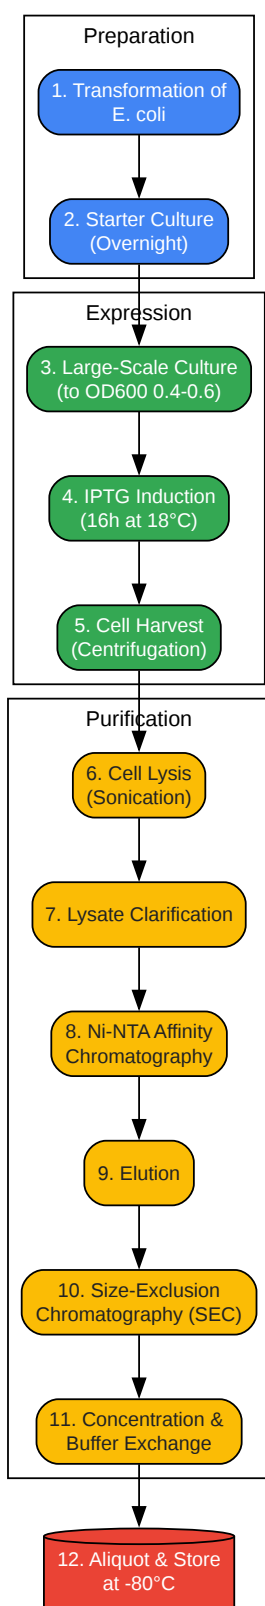 Preparation
1. Transformation of
E. coli
2. Starter Culture
(Overnight)
Expression
3. Large-Scale Culture
(to OD600 0.4-0.6)
4. IPTG Induction
(16h at 18°C)
5. Cell Harvest
(Centrifugation)
Purification
6. Cell Lysis
(Sonication)
7. Lysate Clarification
8. Ni-NTA Affinity
Chromatography
9. Elution
10. Size-Exclusion
Chromatography (SEC)
11. Concentration &
Buffer Exchange
12. Aliquot & Store
at -80°C